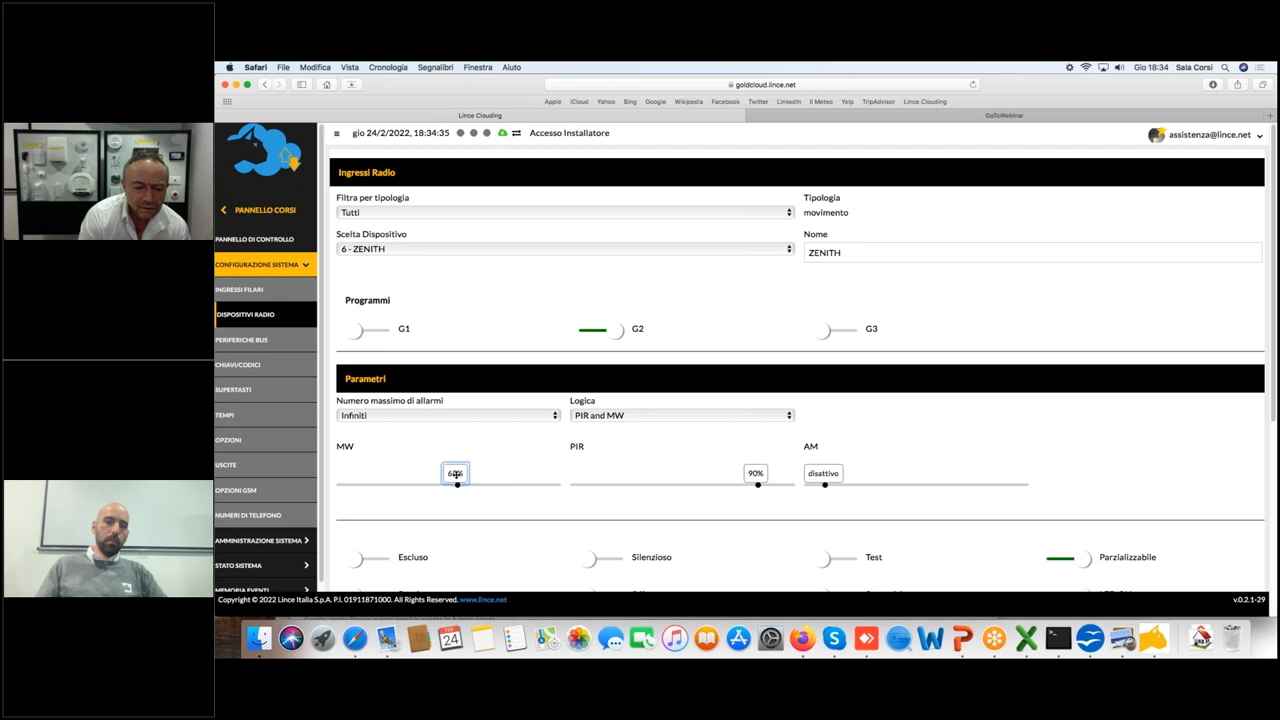 Safari File Modifica Vista Cronologia Segnalibri Finestra Aiuto Gio 18:34 Sala Corsi
goldcloud.lince.net
Apple iCloud Yahoo Bing Google Wikipedia Facebook Twitter LinkedIn Il Meteo Yelp TripAdvisor Lince Clouding
Lince Clouding GoToWebinar
gio 24/2/2022, 18:34:35 Accesso Installatore assistenza@lince.net
PANNELLO CORSI
PANNELLO DI CONTROLLO
CONFIGURAZIONE SISTEMA
INGRESSI FILARI
DISPOSITIVI RADIO
PERIFERICHE BUS
CHIAVI/CODICI
SUPERTASTI
TEMPI
OPZIONI
USCITE
OPZIONI GSM
NUMERI DI TELEFONO
AMMINISTRAZIONE SISTEMA
STATO SISTEMA
MEMORIA EVENTI
Ingressi Radio
Filtra per tipologia Tipologia
Tutti movimento
Scelta Dispositivo Nome
6 - ZENITH ZENITH
Programmi
G1 G2 G3
Parametri
Numero massimo di allarmi Logica
Infiniti PIR and MW
MW PIR AM
90% disattivo
Escluso Silenzioso Test Parzializzabile
Copyright © 2022 Lince Italia S.p.A. P.I. 01911871000. All Rights Reserved. www.lince.net v.0.2.1-29
FEB
24